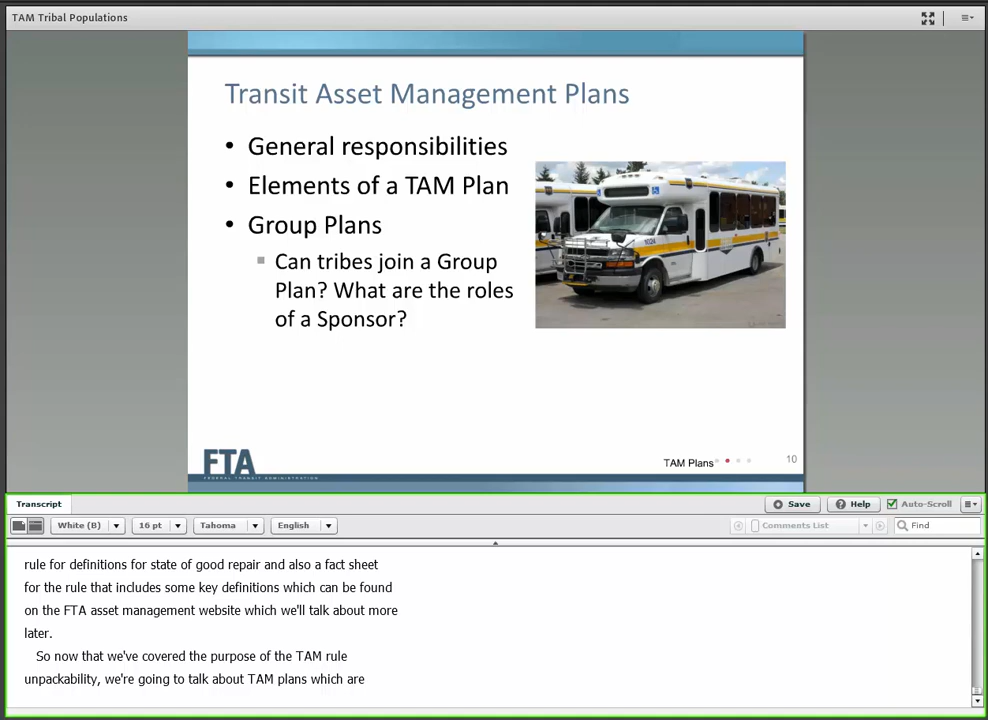 TAM Tribal Populations
Transit Asset Management Plans
• General responsibilities
• Elements of a TAM Plan
• Group Plans
▪ Can tribes join a Group
Plan? What are the roles
of a Sponsor?
1024
FTA
FEDERAL TRANSIT ADMINISTRATION
TAM Plans
10
Transcript
Save
Help
Auto-Scroll
White (B)
16 pt
Tahoma
English
Comments List
Find
rule for definitions for state of good repair and also a fact sheet
for the rule that includes some key definitions which can be found
on the FTA asset management website which we'll talk about more
later.
So now that we've covered the purpose of the TAM rule
unpackability, we're going to talk about TAM plans which are